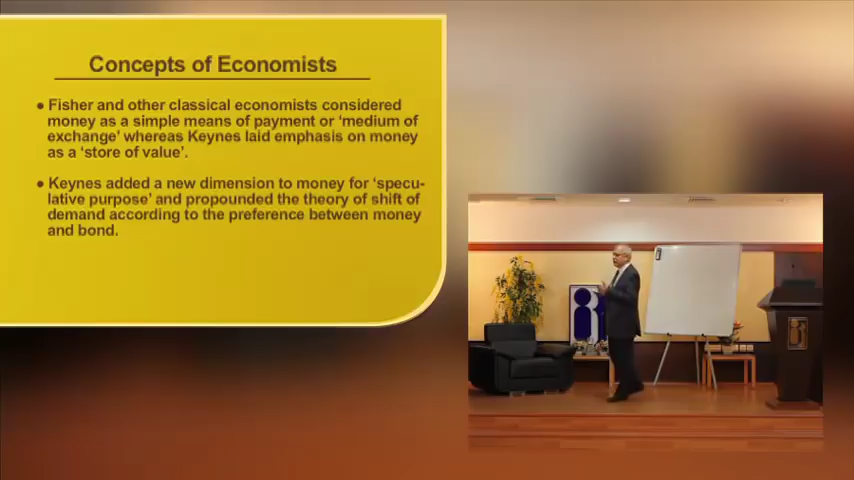 Concepts of Economists
● Fisher and other classical economists considered
money as a simple means of payment or ‘medium of
exchange’ whereas Keynes laid emphasis on money
as a ‘store of value’.
● Keynes added a new dimension to money for ‘specu-
lative purpose’ and propounded the theory of shift of
demand according to the preference between money
and bond.